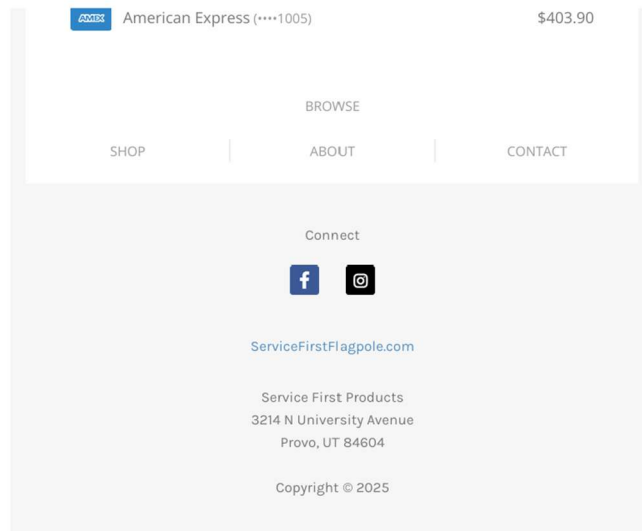 AMEX American Express (••••1005) $403.90
BROWSE
SHOP ABOUT CONTACT
Connect
ServiceFirstFlagpole.com
Service First Products
3214 N University Avenue
Provo, UT 84604
Copyright © 2025